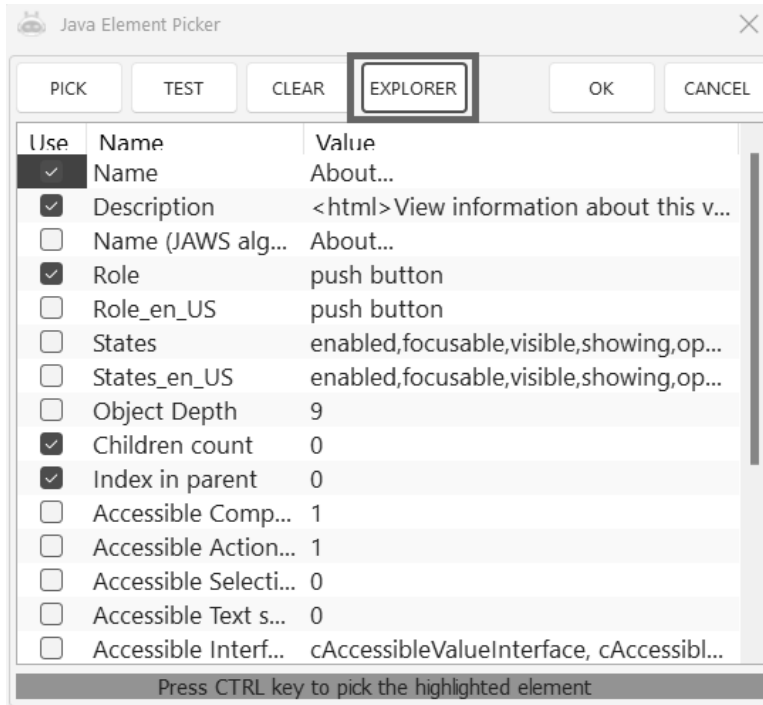 Java Element Picker
PICK TEST CLEAR EXPLORER OK CANCEL
Use Name Value
Name About...
Description <html>View information about this v...
Name (JAWS alg... About...
Role push button
Role_en_US push button
States enabled,focusable,visible,showing,op...
States_en_US enabled,focusable,visible,showing,op...
Object Depth 9
Children count 0
Index in parent 0
Accessible Comp... 1
Accessible Action... 1
Accessible Selecti... 0
Accessible Text s... 0
Accessible Interf... cAccessibleValueInterface, cAccessibl...
Press CTRL key to pick the highlighted element